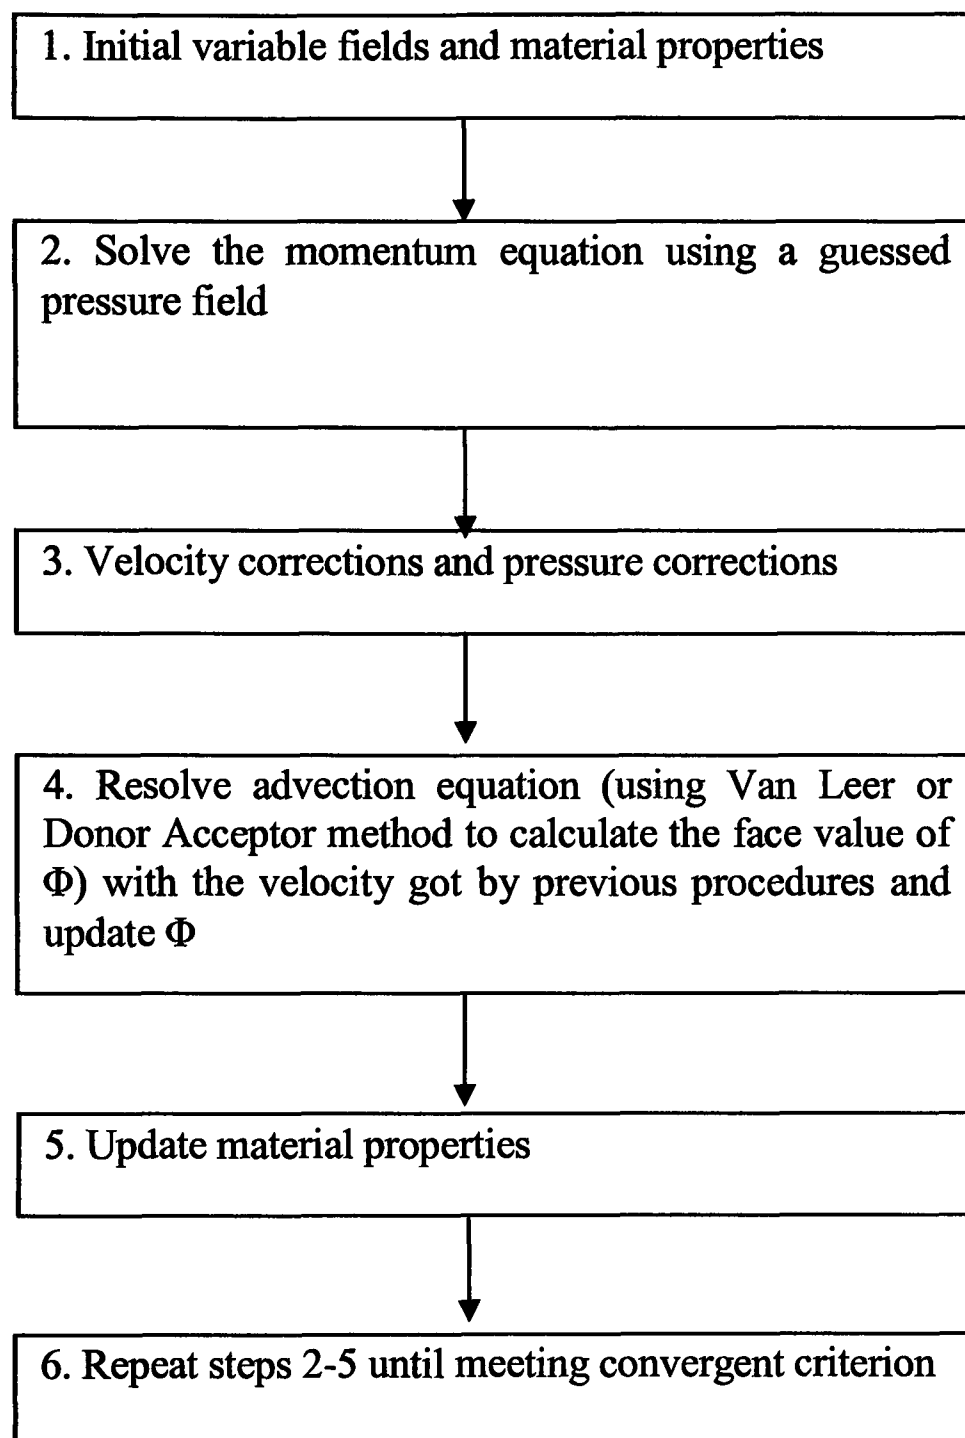 1. Initial variable fields and material properties
2. Solve the momentum equation using a guessed
pressure field
3. Velocity corrections and pressure corrections
4. Resolve advection equation (using Van Leer or
Donor Acceptor method to calculate the face value of
Φ) with the velocity got by previous procedures and
update Φ
5. Update material properties
6. Repeat steps 2-5 until meeting convergent criterion